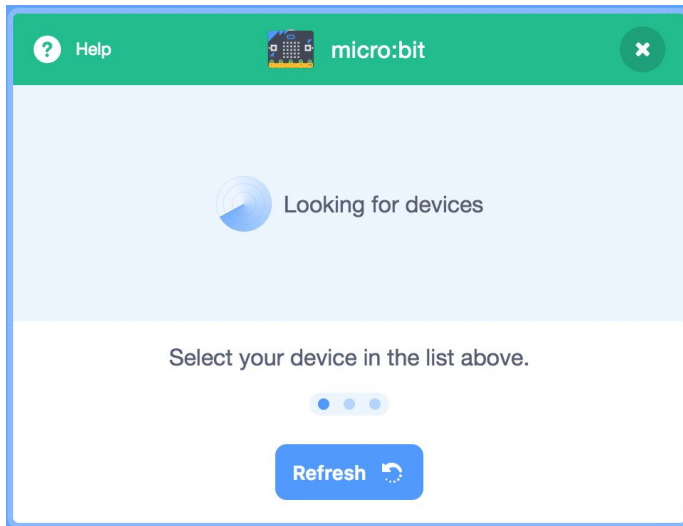 ? Help
micro:bit
Looking for devices
Select your device in the list above.
Refresh